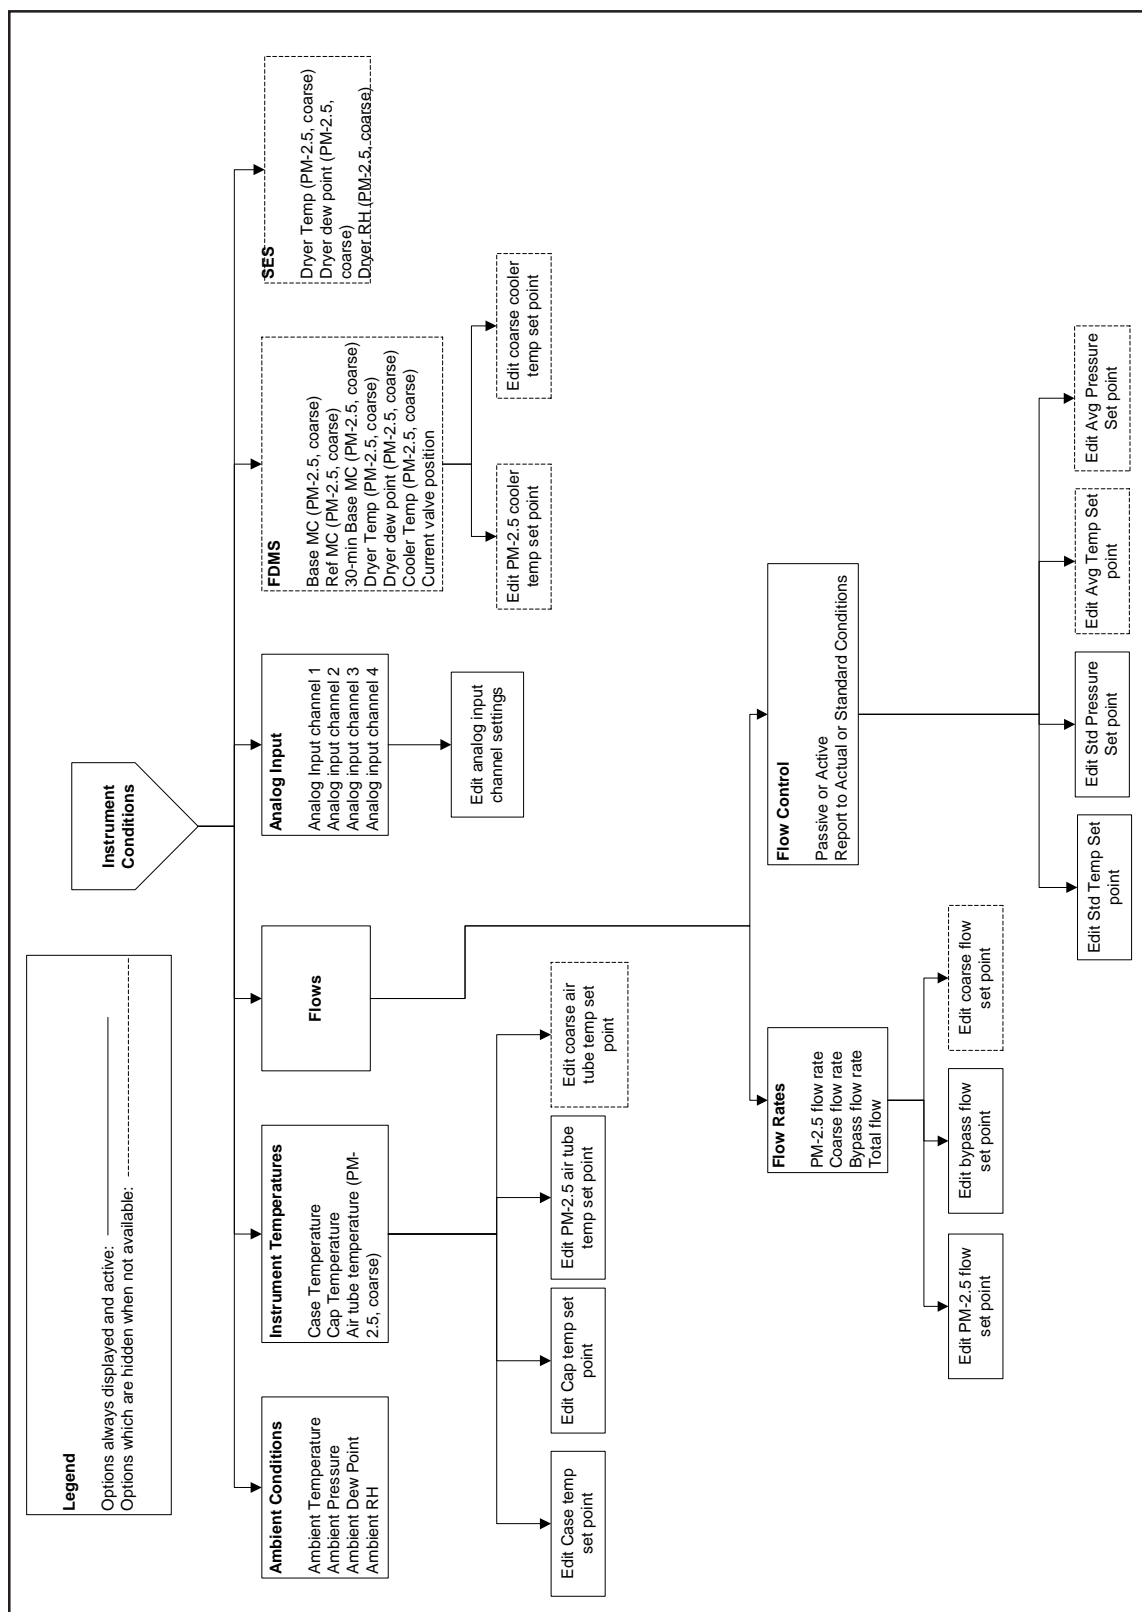 Legend
Options always displayed and active:
Options which are hidden when not available:
Instrument
Conditions
Ambient Conditions
Ambient Temperature
Ambient Pressure
Ambient Dew Point
Ambient RH
Instrument Temperatures
Case Temperature
Cap Temperature
Air tube temperature (PM-
2.5, coarse)
Flows
Analog Input
Analog Input channel 1
Analog input channel 2
Analog input channel 3
Analog input channel 4
FDMS
Base MC (PM-2.5, coarse)
Ref MC (PM-2.5, coarse)
30-min Base MC (PM-2.5, coarse)
Dryer Temp (PM-2.5, coarse)
Dryer dew point (PM-2.5, coarse)
Cooler Temp (PM-2.5, coarse)
Current valve position
SES
Dryer Temp (PM-2.5, coarse)
Dryer dew point (PM-2.5,
coarse)
Dryer RH (PM-2.5, coarse)
Edit Case temp
set point
Edit Cap temp set
point
Edit PM-2.5 air tube
temp set point
Edit coarse air
tube temp set
point
Edit analog input
channel settings
Edit PM-2.5 cooler
temp set point
Edit coarse cooler
temp set point
Flow Rates
PM-2.5 flow rate
Coarse flow rate
Bypass flow rate
Total flow
Flow Control
Passive or Active
Report to Actual or Standard Conditions
Edit PM-2.5 flow
set point
Edit bypass flow
set point
Edit coarse flow
set point
Edit Std Temp Set
point
Edit Std Pressure
Set point
Edit Avg Temp Set
point
Edit Avg Pressure
Set point